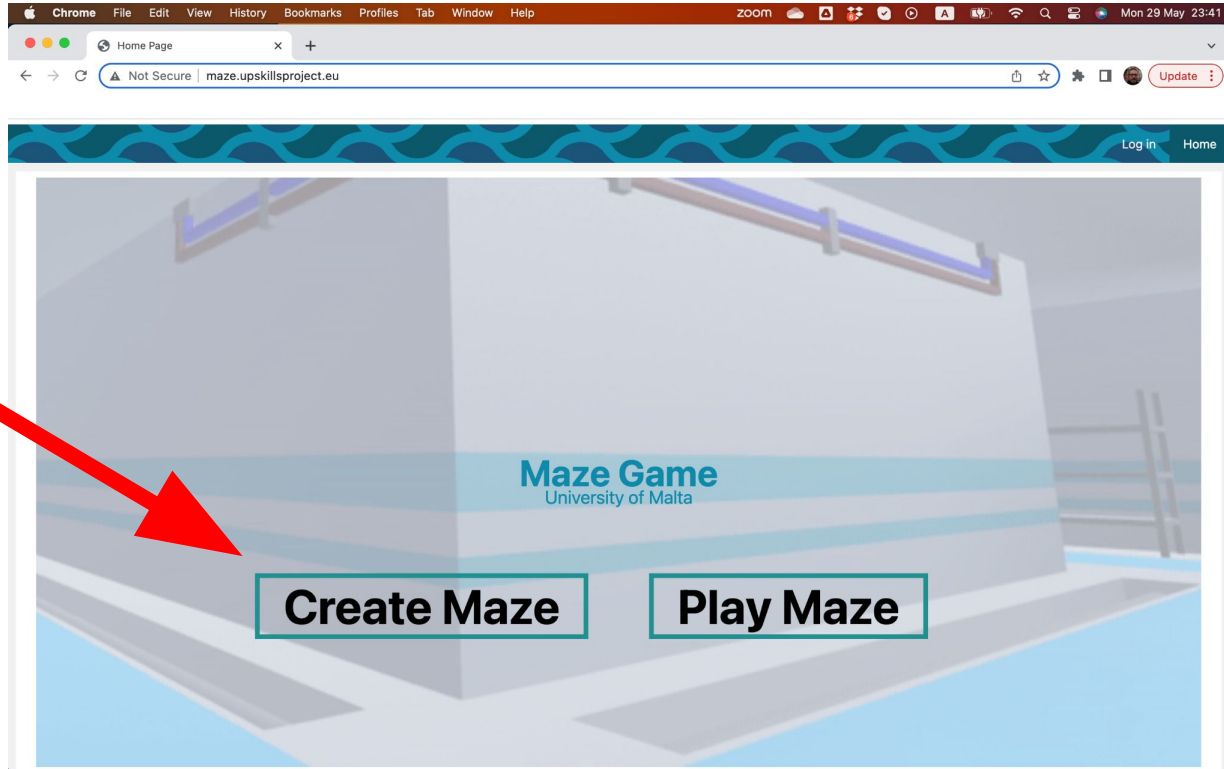 Chrome File Edit View History Bookmarks Profiles Tab Window Help zoom A Mon 29 May 23:41
Home Page
Not Secure maze.upskillsproject.eu Update
Log in Home
Maze Game
University of Malta
Create Maze Play Maze